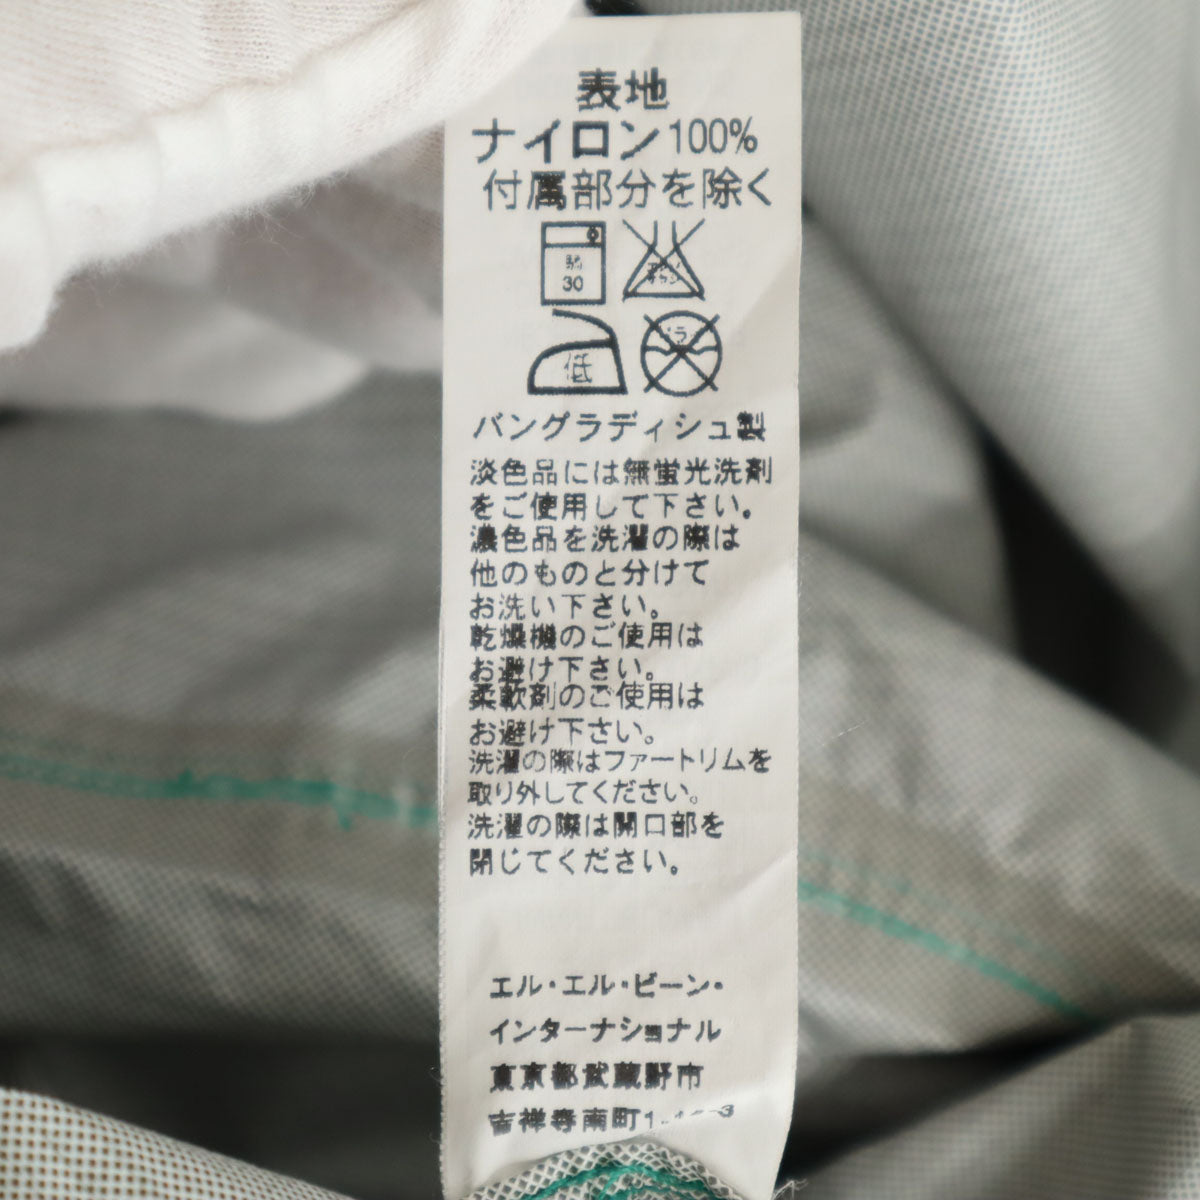 表地
ナイロン100%
付属部分を除く
30
低
バングラディシュ製
淡色品には無蛍光洗剤
をご使用して下さい。
濃色品を洗濯の際は
他のものと分けて
お洗い下さい。
乾燥機のご使用は
お避け下さい。
柔軟剤のご使用は
お避け下さい。
洗濯の際はファートリムを
取り外してください。
洗濯の際は開口部を
閉じてください。
エル・エル・ビーン・
インターナショナル
東京都武蔵野市
吉祥寺南町